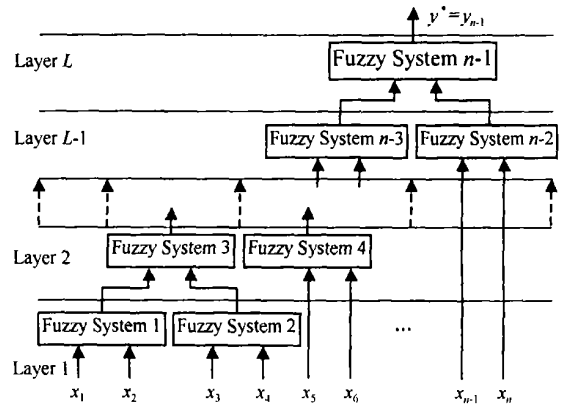 y* = yₙ₋₁
Layer L
Fuzzy System n-1
Layer L-1
Fuzzy System n-3
Fuzzy System n-2
Layer 2
Fuzzy System 3
Fuzzy System 4
Fuzzy System 1
Fuzzy System 2
...
Layer 1
x₁ x₂ x₃ x₄ x₅ x₆ xₙ₋₁ xₙ